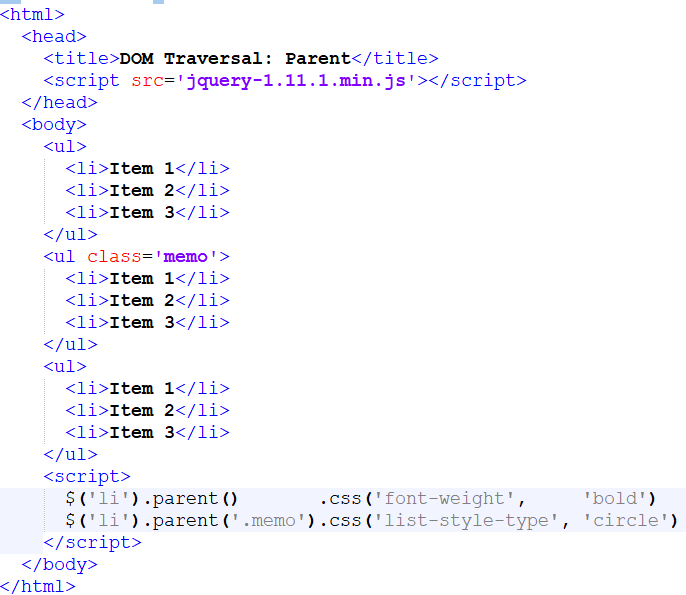 <html>
  <head>
    <title>DOM Traversal: Parent</title>
    <script src='jquery-1.11.1.min.js'></script>
  </head>
  <body>
    <ul>
      <li>Item 1</li>
      <li>Item 2</li>
      <li>Item 3</li>
    </ul>
    <ul class='memo'>
      <li>Item 1</li>
      <li>Item 2</li>
      <li>Item 3</li>
    </ul>
    <ul>
      <li>Item 1</li>
      <li>Item 2</li>
      <li>Item 3</li>
    </ul>
    <script>
      $('li').parent()       .css('font-weight',     'bold')
      $('li').parent('.memo').css('list-style-type', 'circle')
    </script>
  </body>
</html>